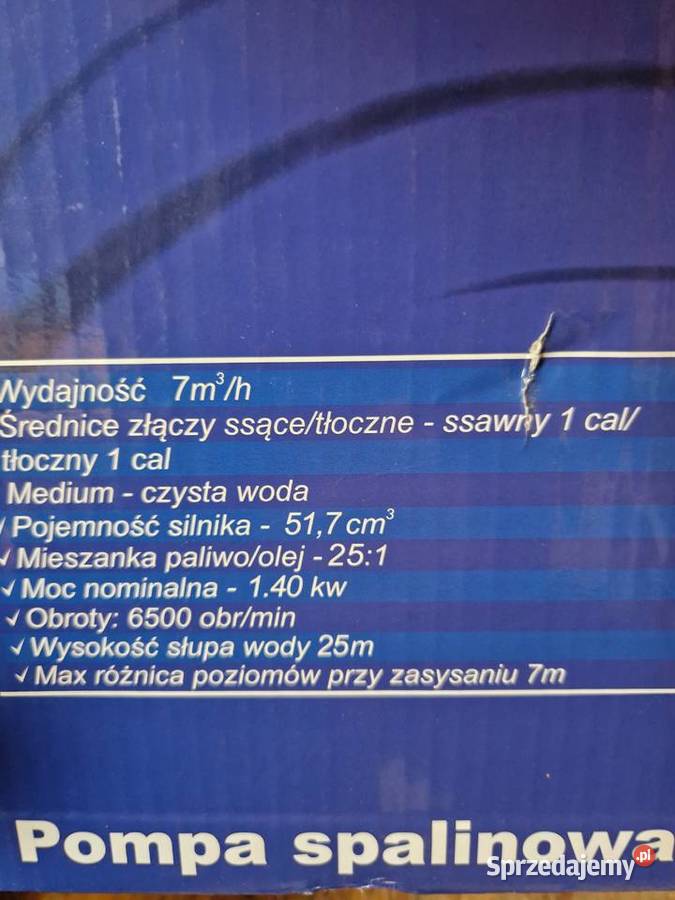 Wydajność 7m³/h
Średnice złączy ssące/tłoczne - ssawny 1 cal/
tłoczny 1 cal
Medium - czysta woda
√ Pojemność silnika - 51,7 cm³
√ Mieszanka paliwo/olej - 25:1
√ Moc nominalna - 1.40 kw
√ Obroty: 6500 obr/min
√ Wysokość słupa wody 25m
√ Max różnica poziomów przy zasysaniu 7m
Pompa spalinowa
Sprzedajemy.pl